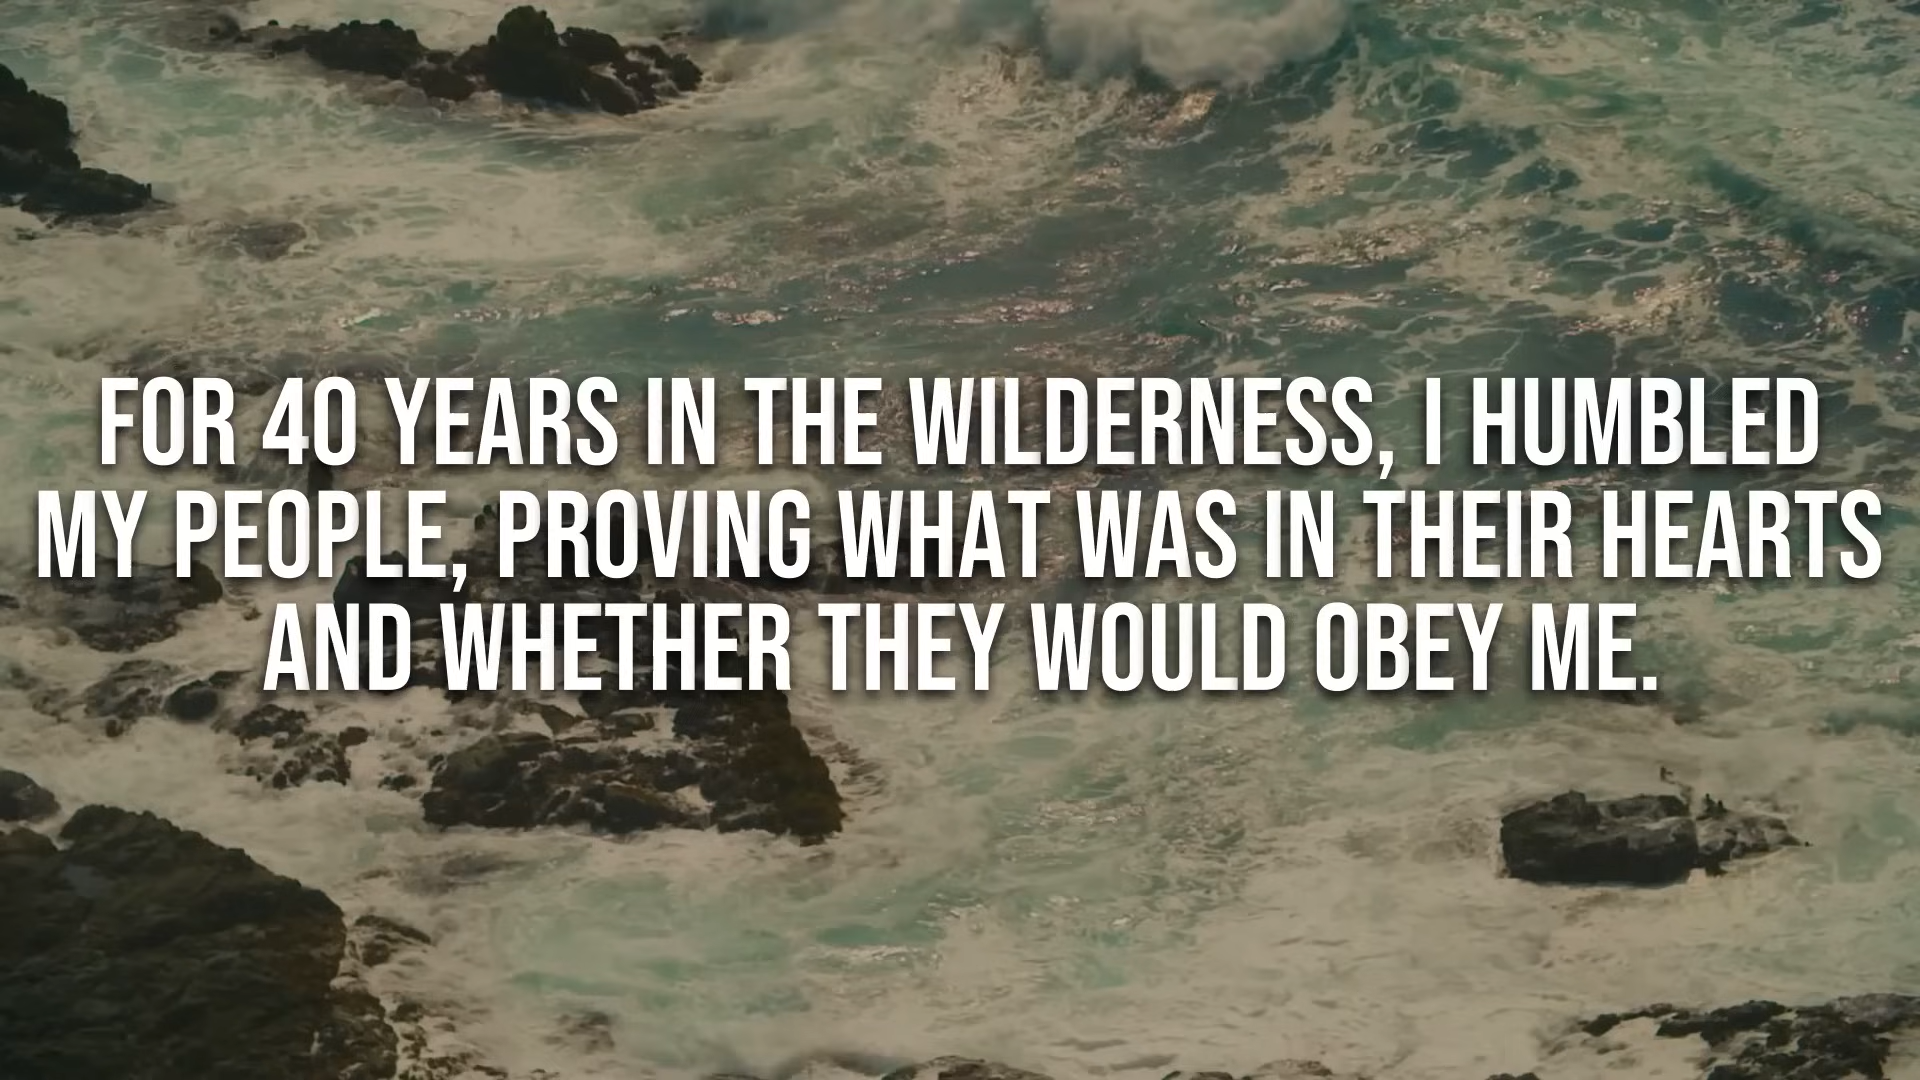 FOR 40 YEARS IN THE WILDERNESS, I HUMBLED
MY PEOPLE, PROVING WHAT WAS IN THEIR HEARTS
AND WHETHER THEY WOULD OBEY ME.